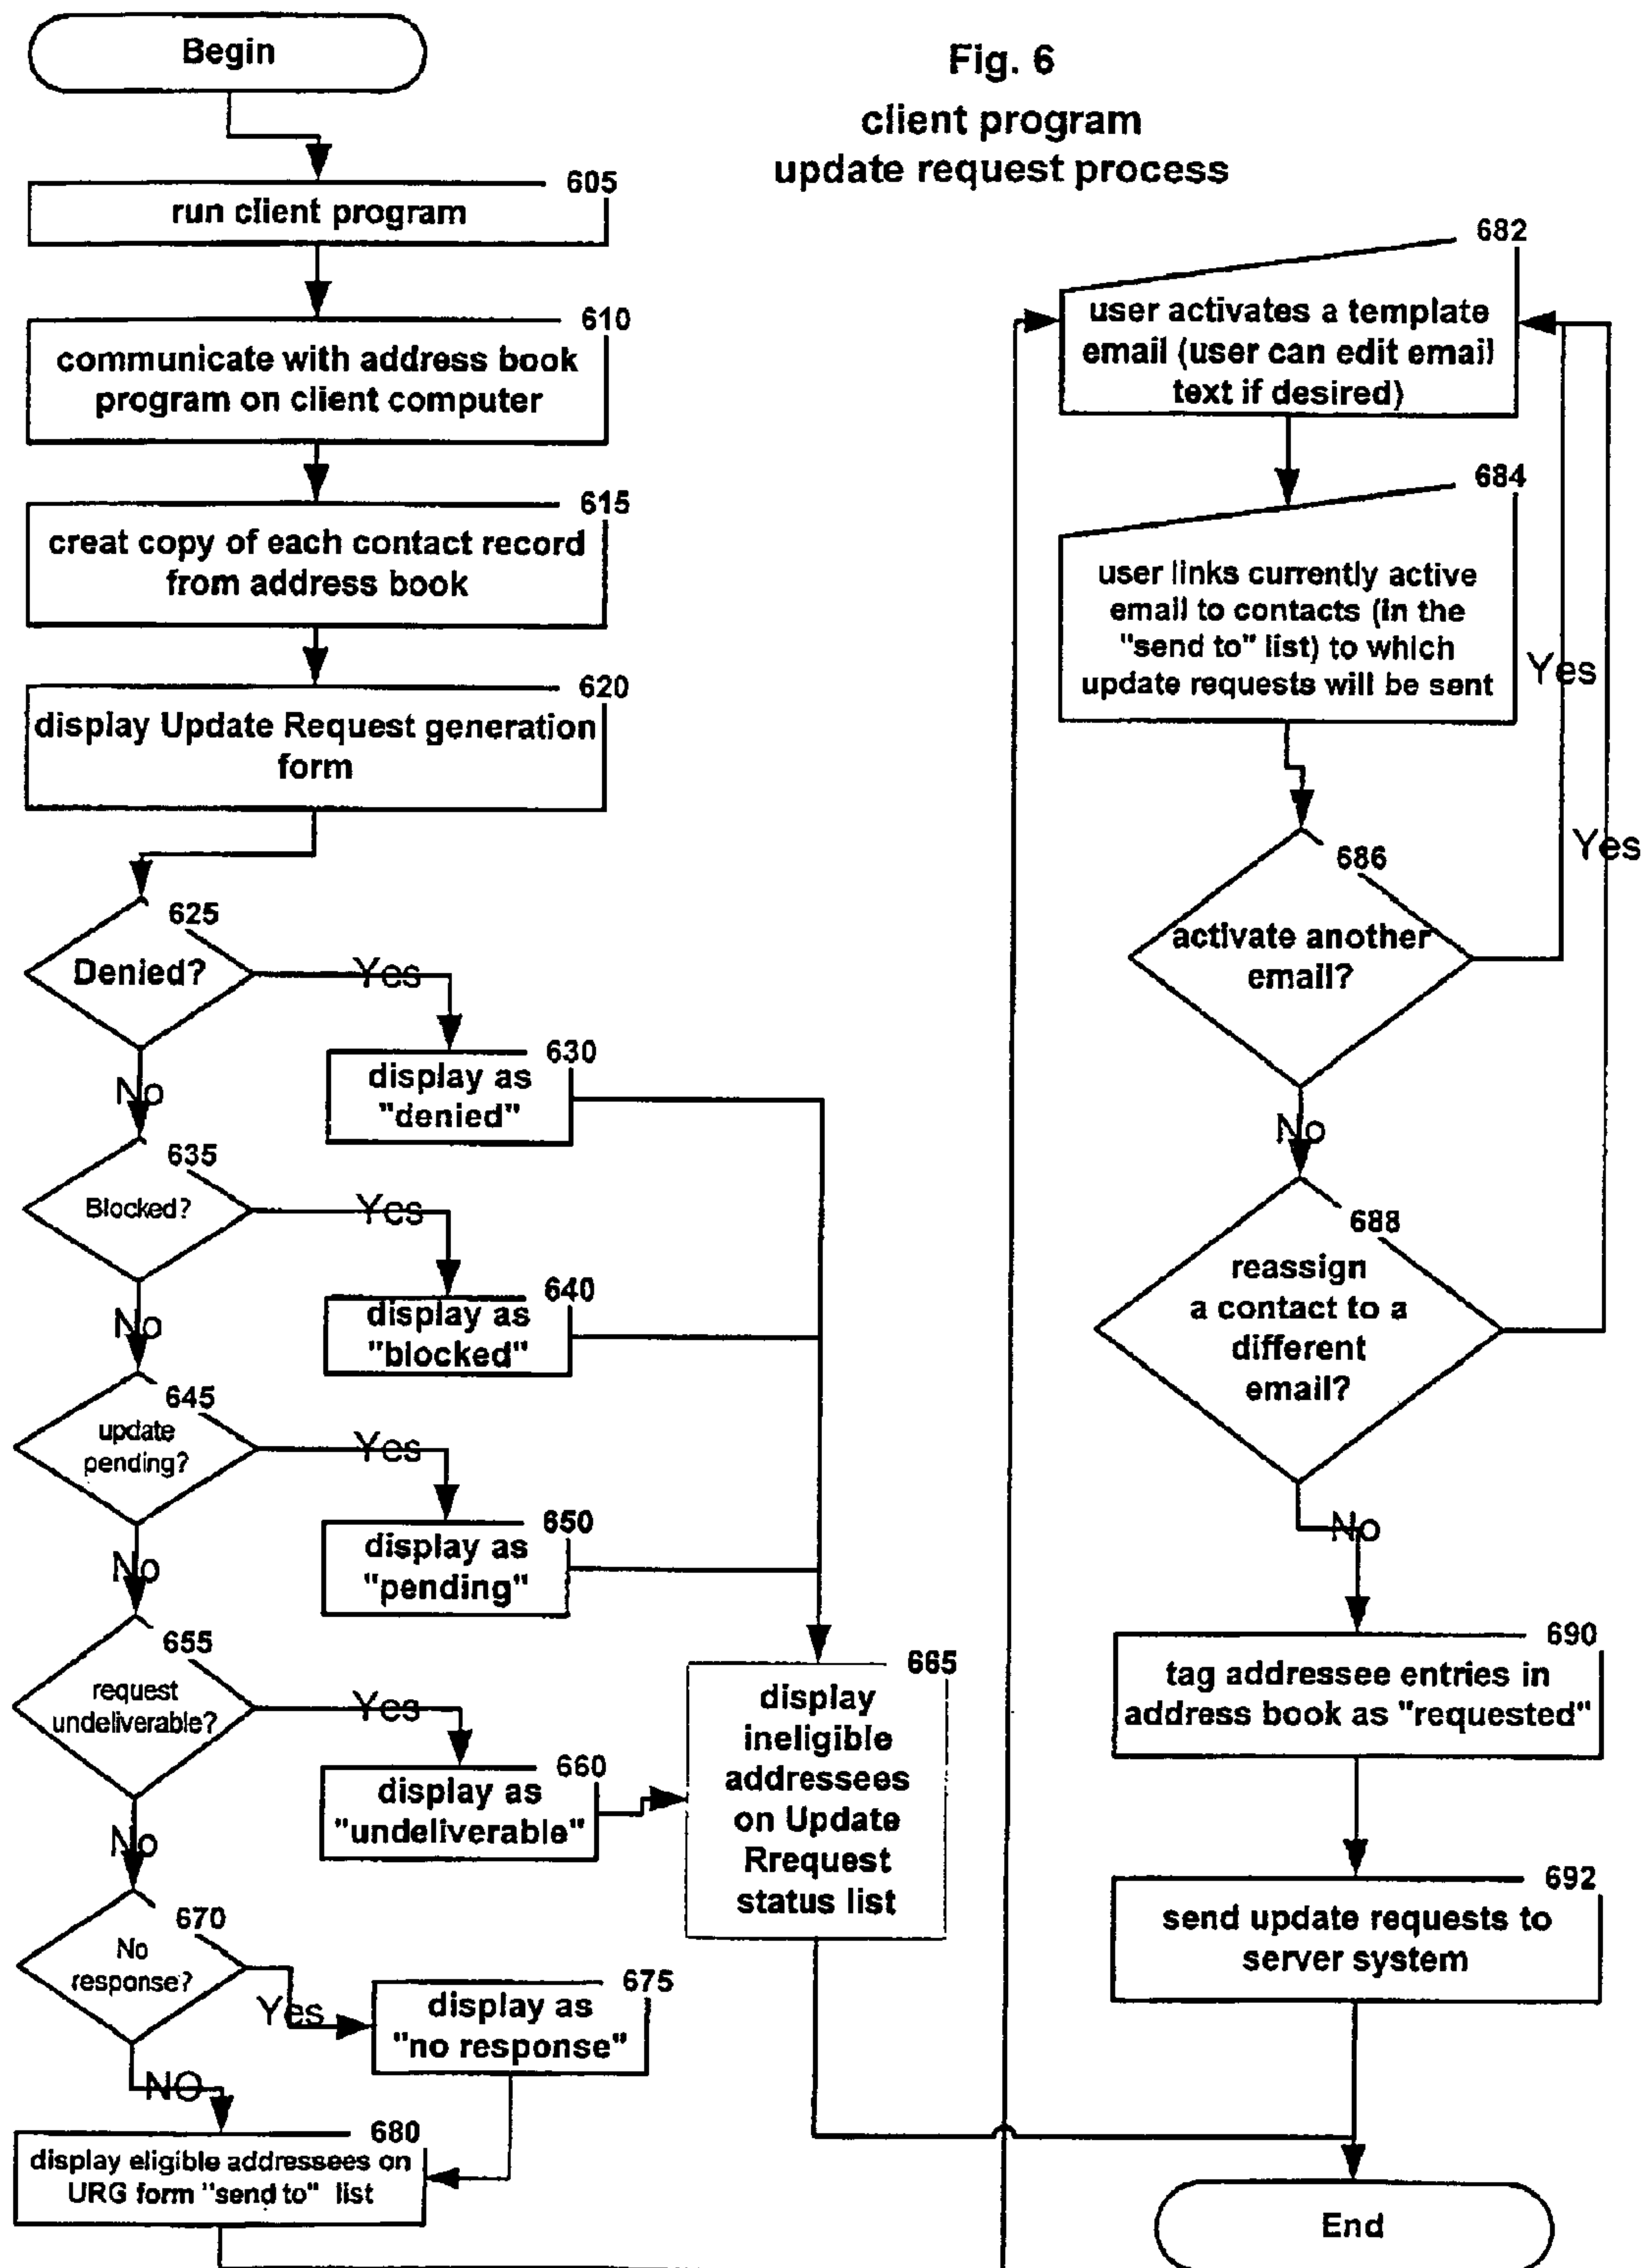 Begin
Fig. 6
client program
update request process
605
run client program
610
communicate with address book
program on client computer
615
creat copy of each contact record
from address book
620
display Update Request generation
form
625
Denied?
Yes
No
630
display as
"denied"
635
Blocked?
Yes
No
640
display as
"blocked"
645
update
pending?
Yes
No
650
display as
"pending"
655
request
undeliverable?
Yes
No
660
display as
"undeliverable"
665
display
ineligible
addressees
on Update
Rrequest
status list
670
No
response?
Yes
NO
675
display as
"no response"
680
display eligible addressees on
URG form "send to" list
682
user activates a template
email (user can edit email
text if desired)
684
user links currently active
email to contacts (in the
"send to" list) to which
update requests will be sent
Yes
Yes
686
activate another
email?
No
688
reassign
a contact to a
different
email?
No
690
tag addressee entries in
address book as "requested"
692
send update requests to
server system
End